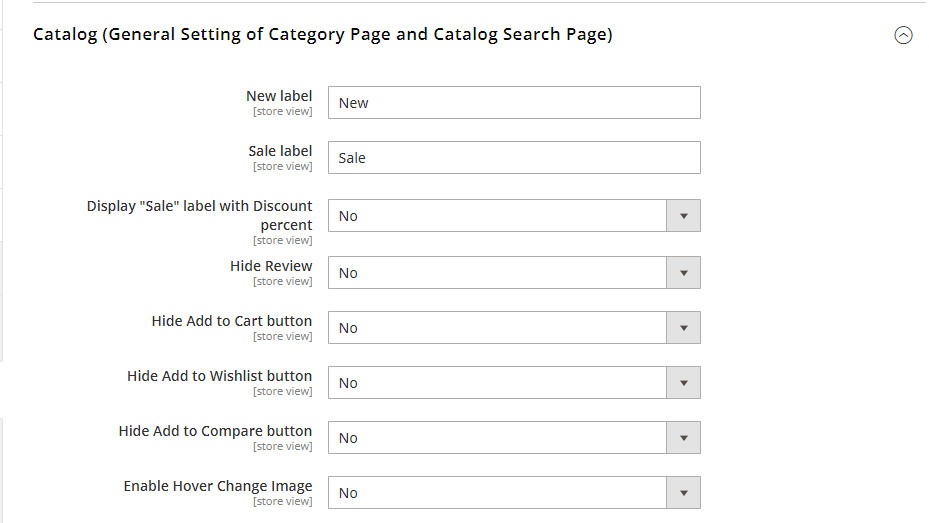 Catalog (General Setting of Category Page and Catalog Search Page)
New label
[store view]
New
Sale label
[store view]
Sale
Display "Sale" label with Discount
percent
[store view]
No
Hide Review
[store view]
No
Hide Add to Cart button
[store view]
No
Hide Add to Wishlist button
[store view]
No
Hide Add to Compare button
[store view]
No
Enable Hover Change Image
[store view]
No